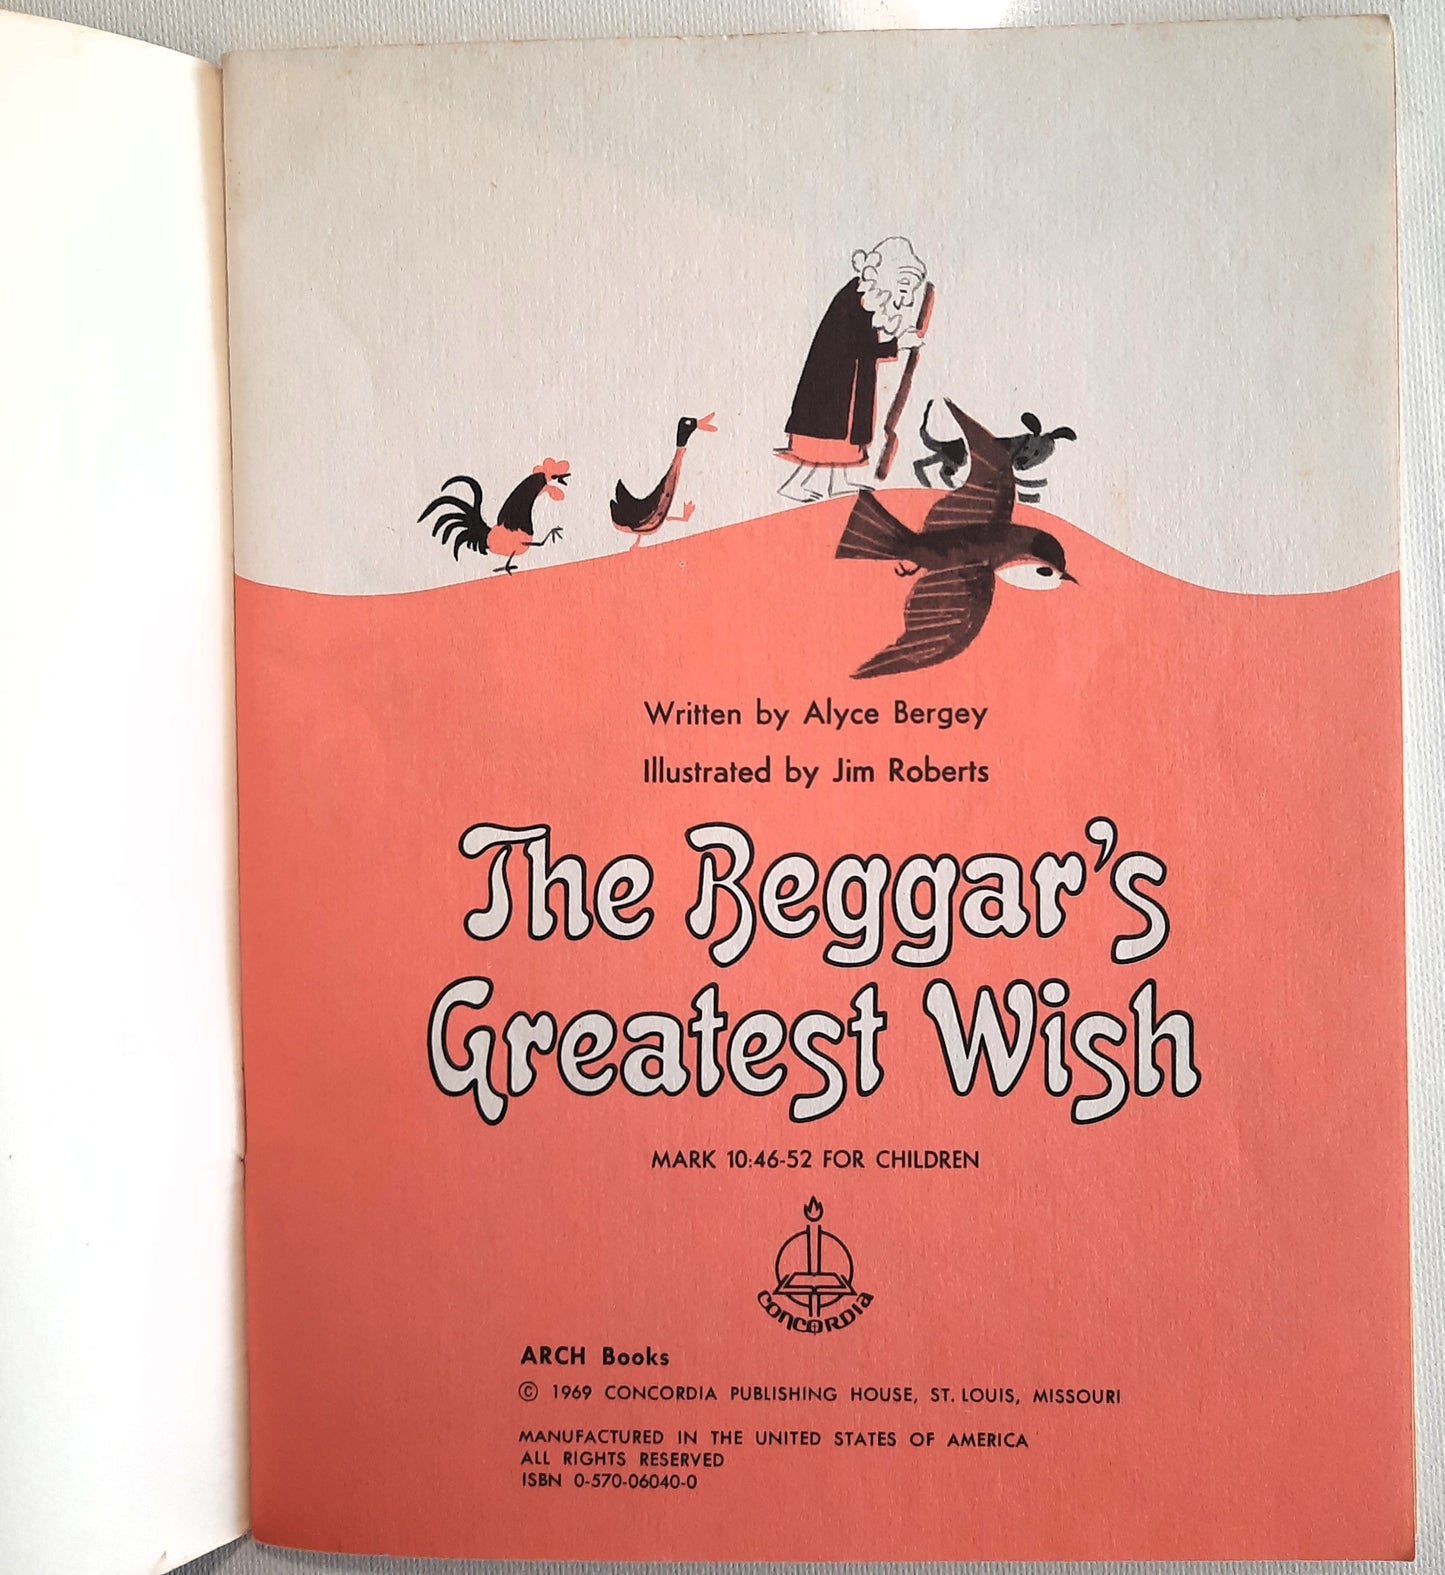 Written by Alyce Bergey
Illustrated by Jim Roberts
The Beggar's
Greatest Wish
MARK 10:46-52 FOR CHILDREN
CONCORDIA
ARCH Books
© 1969 CONCORDIA PUBLISHING HOUSE, ST. LOUIS, MISSOURI
MANUFACTURED IN THE UNITED STATES OF AMERICA
ALL RIGHTS RESERVED
ISBN 0-570-06040-0